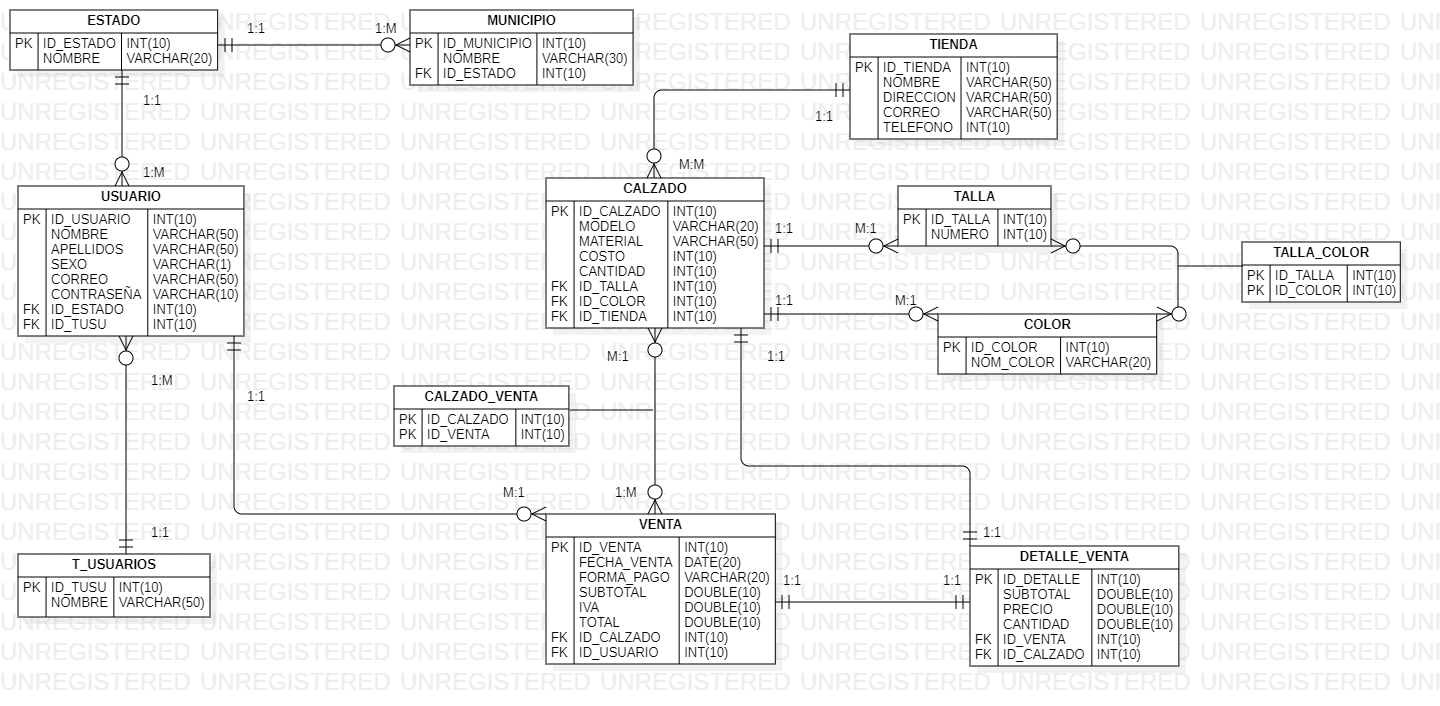 ESTADO
PK ID_ESTADO INT(10)
NOMBRE VARCHAR(20)
1:1
1:M
MUNICIPIO
PK ID_MUNICIPIO INT(10)
NOMBRE VARCHAR(30)
FK ID_ESTADO INT(10)
TIENDA
PK ID_TIENDA INT(10)
NOMBRE VARCHAR(50)
DIRECCION VARCHAR(50)
CORREO VARCHAR(50)
TELEFONO INT(10)
1:1
1:1
M:M
1:M
USUARIO
PK ID_USUARIO INT(10)
NOMBRE VARCHAR(50)
APELLIDOS VARCHAR(50)
SEXO VARCHAR(1)
CORREO VARCHAR(50)
CONTRASEÑA VARCHAR(10)
FK ID_ESTADO INT(10)
FK ID_TUSU INT(10)
CALZADO
PK ID_CALZADO INT(10)
MODELO VARCHAR(20)
MATERIAL VARCHAR(50)
COSTO INT(10)
CANTIDAD INT(10)
FK ID_TALLA INT(10)
FK ID_COLOR INT(10)
FK ID_TIENDA INT(10)
1:1
M:1
TALLA
PK ID_TALLA INT(10)
NUMERO INT(10)
TALLA_COLOR
PK ID_TALLA INT(10)
PK ID_COLOR INT(10)
1:1
M:1
COLOR
PK ID_COLOR INT(10)
NOM_COLOR VARCHAR(20)
M:1
1:1
1:M
1:1
CALZADO_VENTA
PK ID_CALZADO INT(10)
PK ID_VENTA INT(10)
M:1
1:M
1:1
T_USUARIOS
PK ID_TUSU INT(10)
NOMBRE VARCHAR(50)
VENTA
PK ID_VENTA INT(10)
FECHA_VENTA DATE(20)
FORMA_PAGO VARCHAR(20)
SUBTOTAL DOUBLE(10)
IVA DOUBLE(10)
TOTAL DOUBLE(10)
FK ID_CALZADO INT(10)
FK ID_USUARIO INT(10)
1:1
1:1
1:1
DETALLE_VENTA
PK ID_DETALLE INT(10)
SUBTOTAL DOUBLE(10)
PRECIO DOUBLE(10)
CANTIDAD DOUBLE(10)
FK ID_VENTA INT(10)
FK ID_CALZADO INT(10)
UNREGISTERED